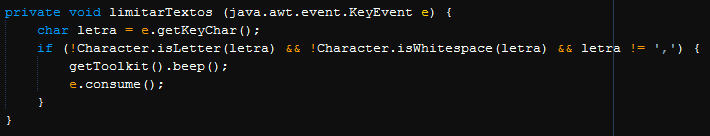 private void limitarTextos (java.awt.event.KeyEvent e) {
    char letra = e.getKeyChar();
    if (!Character.isLetter(letra) && !Character.isWhitespace(letra) && letra != ',') {
        getToolkit().beep();
        e.consume();
    }
}